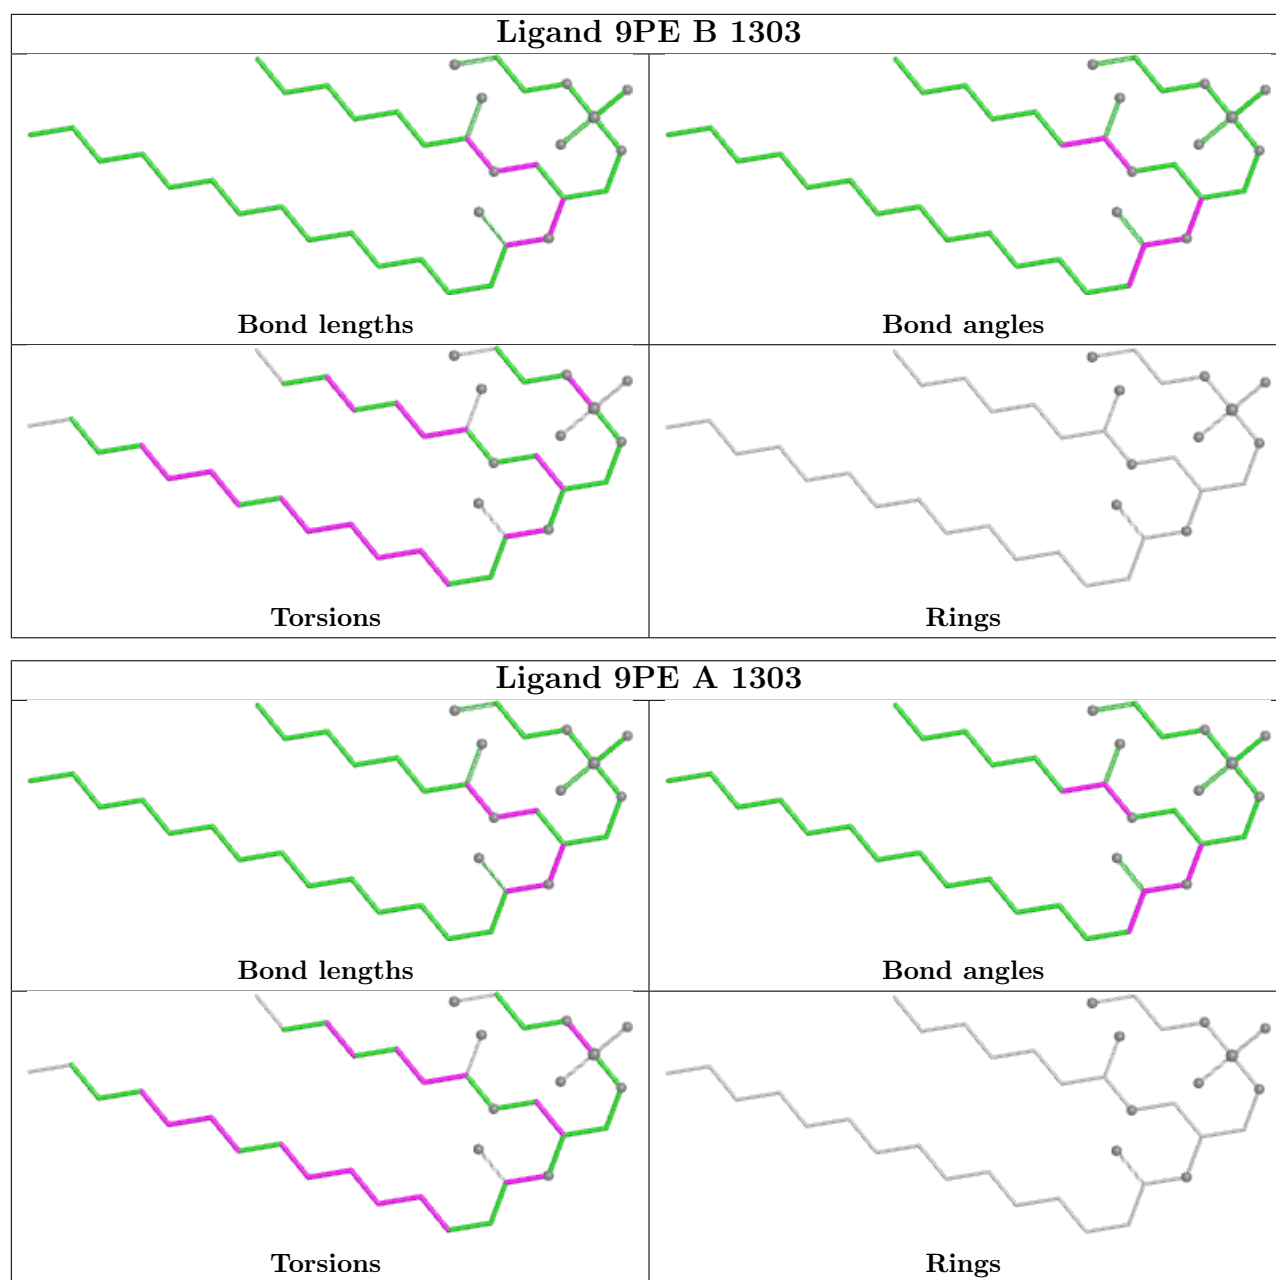 Ligand 9PE B 1303
Bond lengths
Bond angles
Torsions
Rings
Ligand 9PE A 1303
Bond lengths
Bond angles
Torsions
Rings